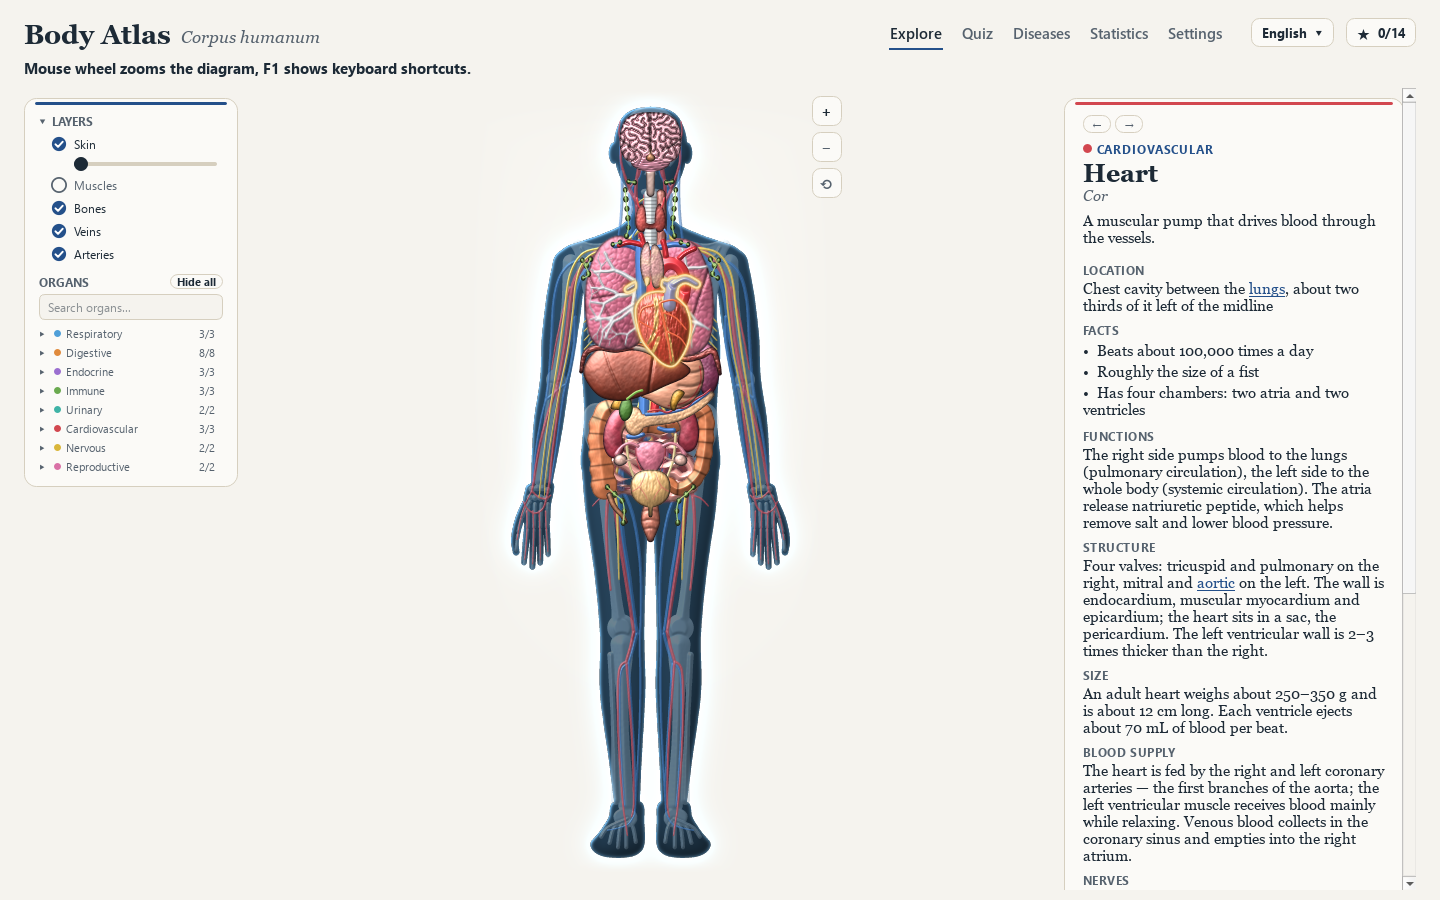 Body Atlas Corpus humanum
Explore Quiz Diseases Statistics Settings English ▼ ★ 0/14
Mouse wheel zooms the diagram, F1 shows keyboard shortcuts.
LAYERS
Skin
Muscles
Bones
Veins
Arteries
ORGANS Hide all
Search organs...
Respiratory 3/3
Digestive 8/8
Endocrine 3/3
Immune 3/3
Urinary 2/2
Cardiovascular 3/3
Nervous 2/2
Reproductive 2/2
+
−
⟲
← →
CARDIOVASCULAR
Heart
Cor
A muscular pump that drives blood through
the vessels.
LOCATION
Chest cavity between the lungs, about two
thirds of it left of the midline
FACTS
• Beats about 100,000 times a day
• Roughly the size of a fist
• Has four chambers: two atria and two
ventricles
FUNCTIONS
The right side pumps blood to the lungs
(pulmonary circulation), the left side to the
whole body (systemic circulation). The atria
release natriuretic peptide, which helps
remove salt and lower blood pressure.
STRUCTURE
Four valves: tricuspid and pulmonary on the
right, mitral and aortic on the left. The wall is
endocardium, muscular myocardium and
epicardium; the heart sits in a sac, the
pericardium. The left ventricular wall is 2–3
times thicker than the right.
SIZE
An adult heart weighs about 250–350 g and
is about 12 cm long. Each ventricle ejects
about 70 mL of blood per beat.
BLOOD SUPPLY
The heart is fed by the right and left coronary
arteries — the first branches of the aorta; the
left ventricular muscle receives blood mainly
while relaxing. Venous blood collects in the
coronary sinus and empties into the right
atrium.
NERVES